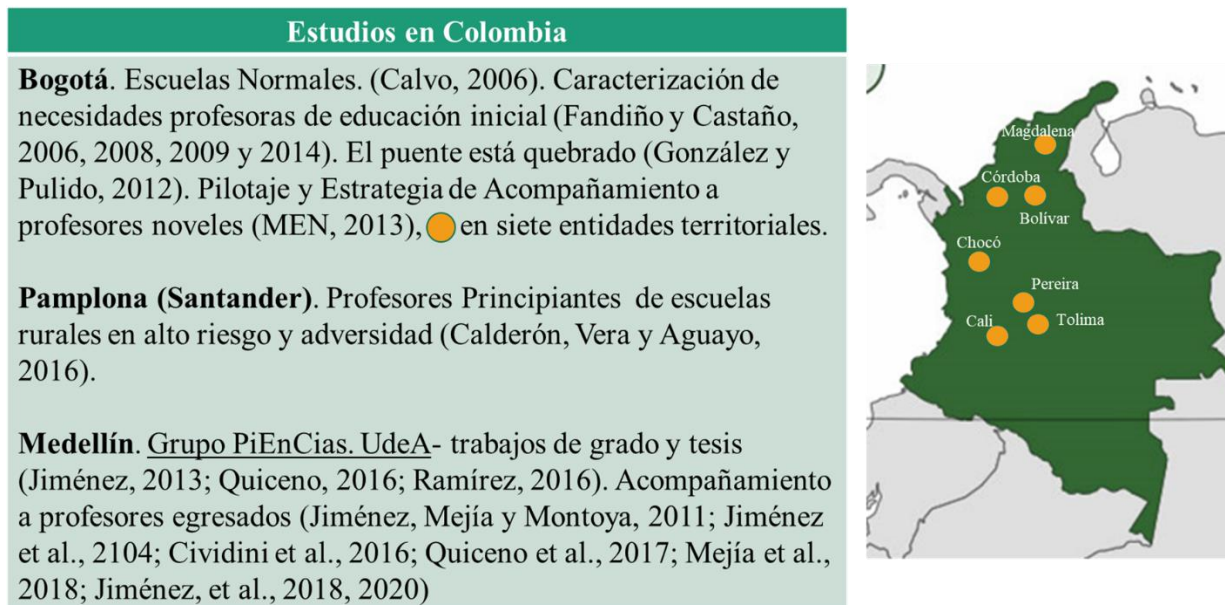 Estudios en Colombia
Bogotá. Escuelas Normales. (Calvo, 2006). Caracterización de
necesidades profesoras de educación inicial (Fandiño y Castaño,
2006, 2008, 2009 y 2014). El puente está quebrado (González y
Pulido, 2012). Pilotaje y Estrategia de Acompañamiento a
profesores noveles (MEN, 2013), en siete entidades territoriales.
Pamplona (Santander). Profesores Principiantes de escuelas
rurales en alto riesgo y adversidad (Calderón, Vera y Aguayo,
2016).
Medellín. Grupo PiEnCias. UdeA- trabajos de grado y tesis
(Jiménez, 2013; Quiceno, 2016; Ramírez, 2016). Acompañamiento
a profesores egresados (Jiménez, Mejía y Montoya, 2011; Jiménez
et al., 2104; Cividini et al., 2016; Quiceno et al., 2017; Mejía et al.,
2018; Jiménez, et al., 2018, 2020)
Magdalena
Córdoba
Bolívar
Chocó
Pereira
Cali
Tolima